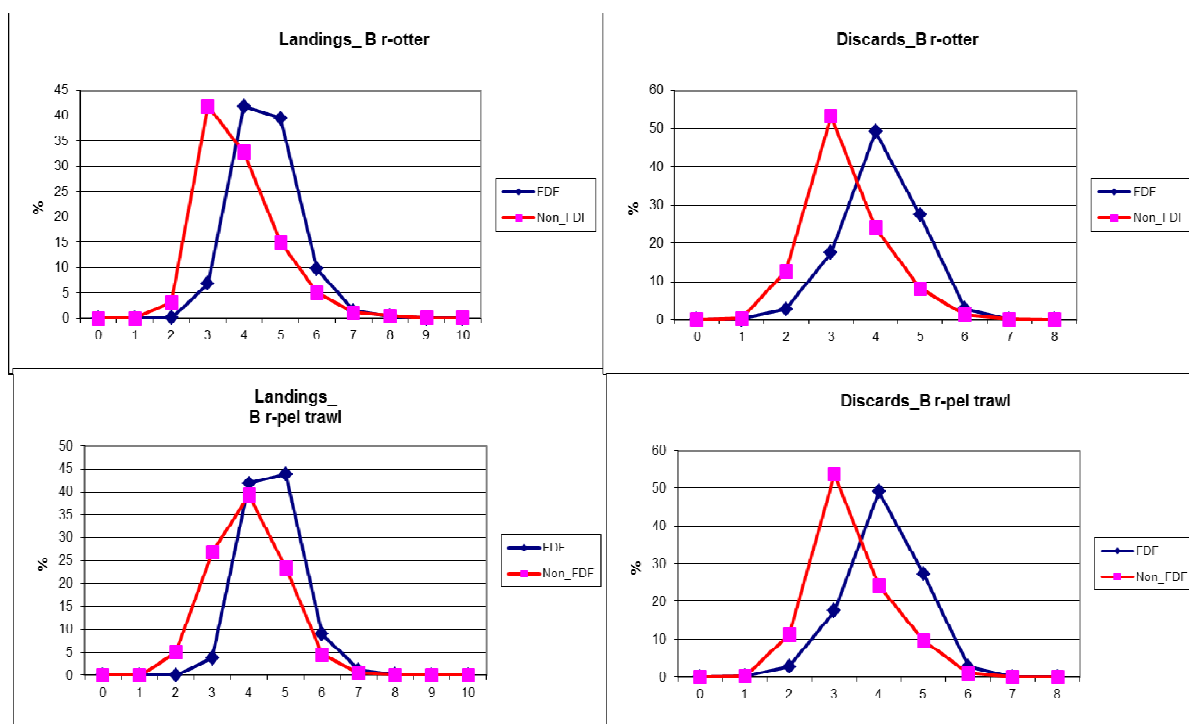 Landings_ B r-otter
45
40
35
30
25
20
15
10
5
0
%
0 1 2 3 4 5 6 7 8 9 10
FDF
Non_FDF
Discards_B r-otter
60
50
40
30
20
10
0
%
0 1 2 3 4 5 6 7 8
FDF
Non_FDF
Landings_
B r-pel trawl
50
45
40
35
30
25
20
15
10
5
0
%
0 1 2 3 4 5 6 7 8 9 10
FDF
Non_FDF
Discards_B r-pel trawl
60
50
40
30
20
10
0
%
0 1 2 3 4 5 6 7 8
FDF
Non_FDF